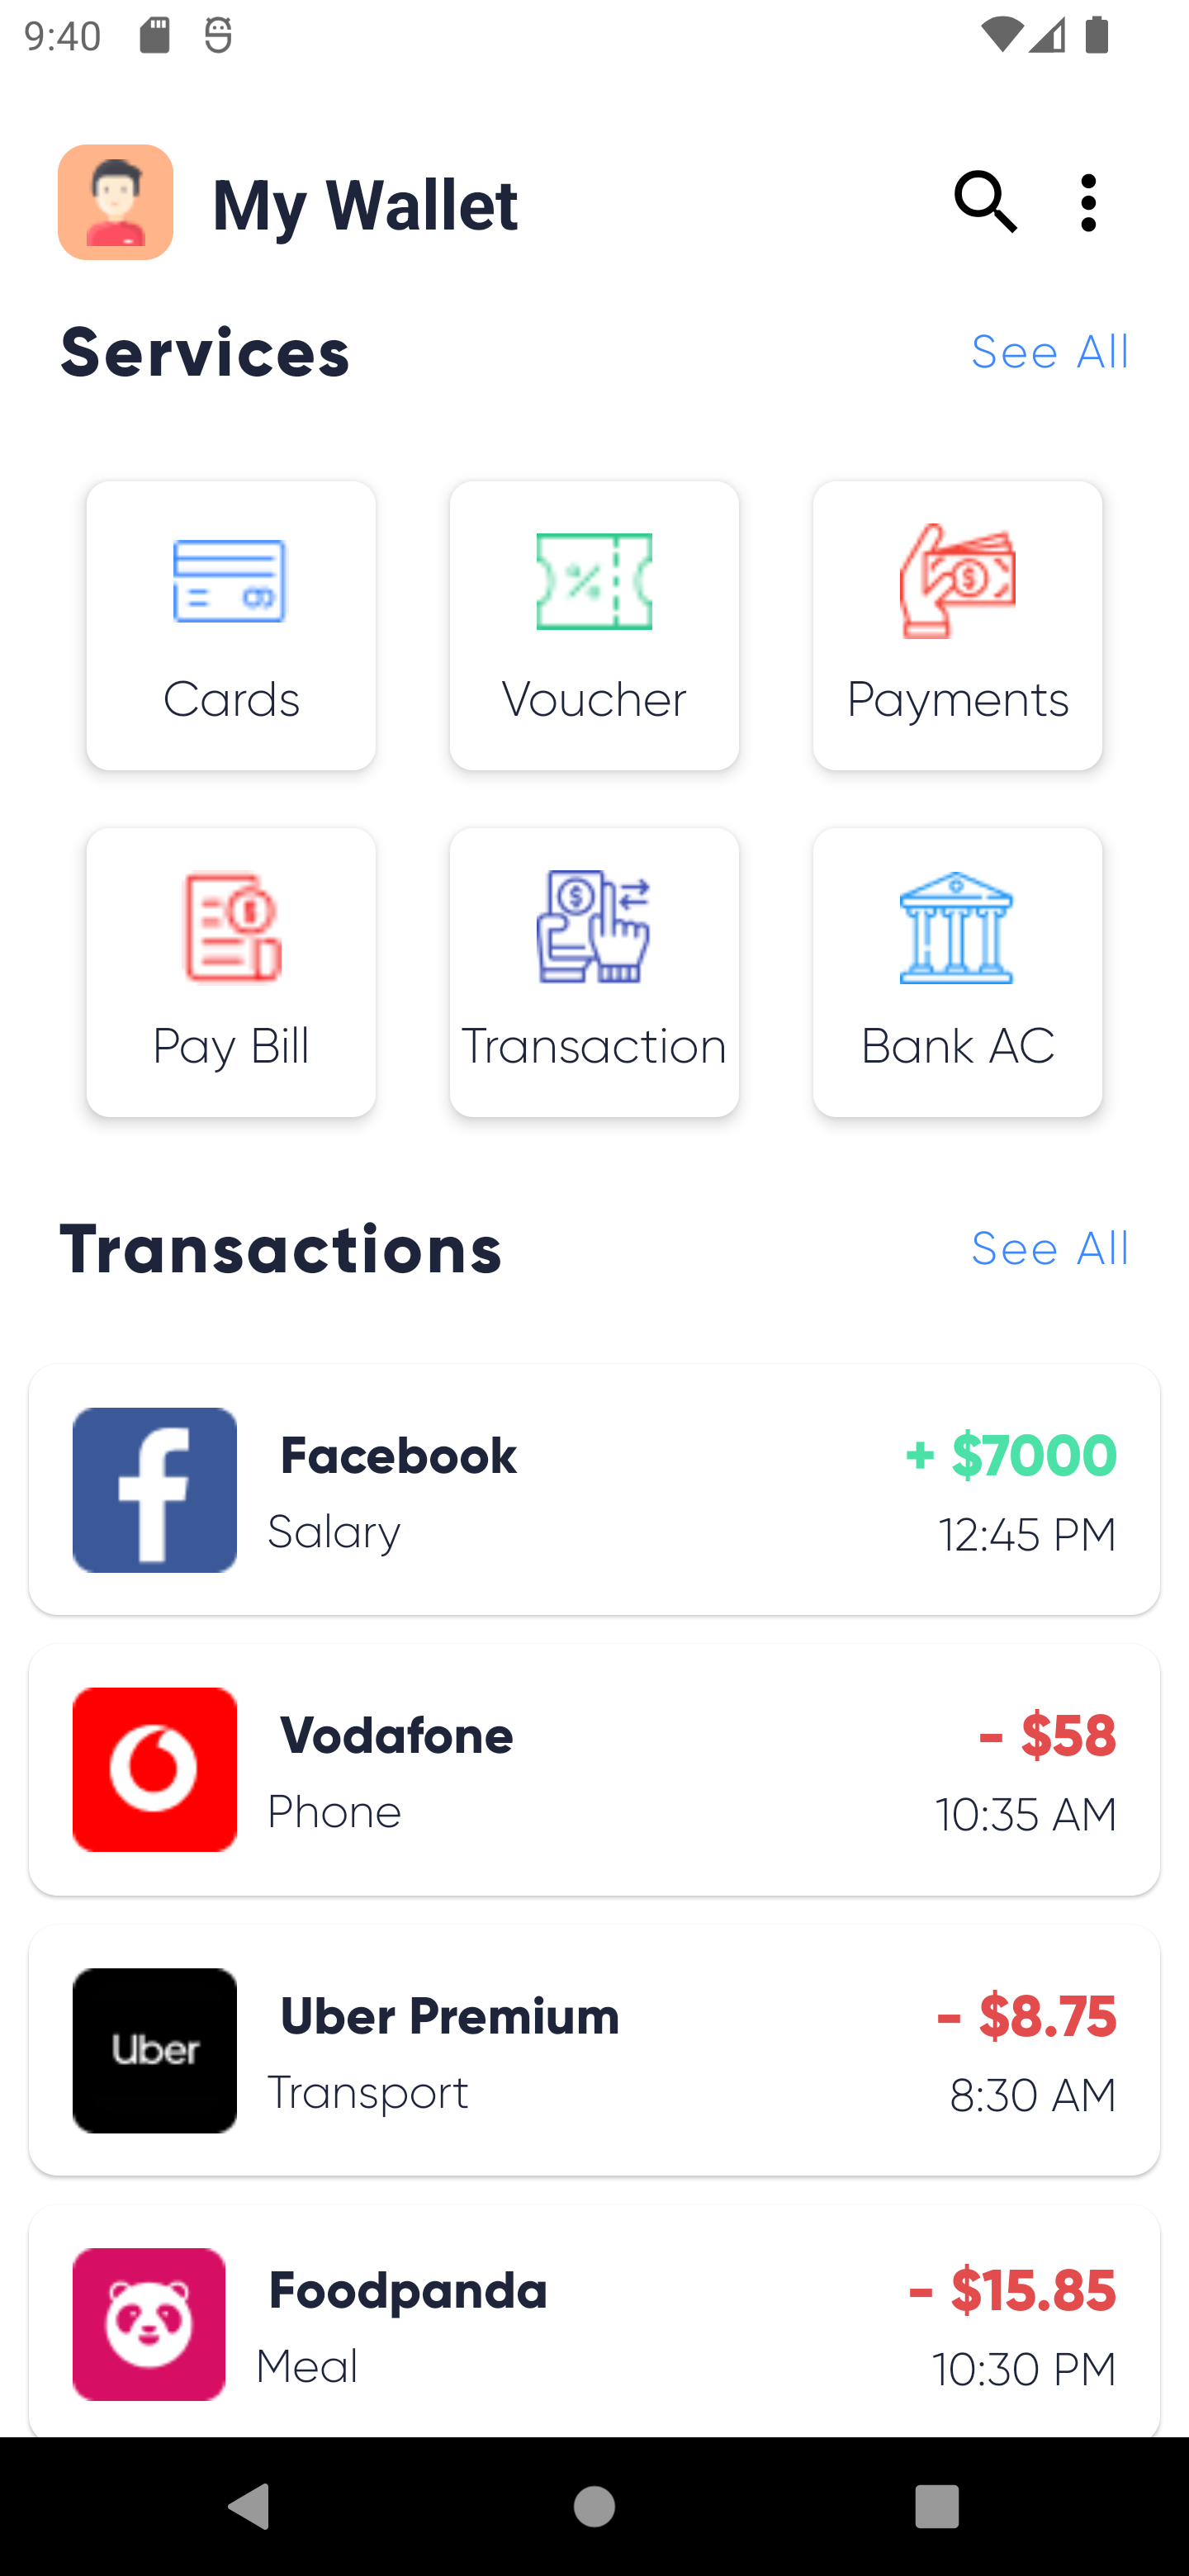 9:40
My Wallet
Services
See All
Cards
Voucher
Payments
Pay Bill
Transaction
Bank AC
Transactions
See All
Facebook
+ $7000
Salary
12:45 PM
Vodafone
- $58
Phone
10:35 AM
Uber
Uber Premium
- $8.75
Transport
8:30 AM
Foodpanda
- $15.85
Meal
10:30 PM